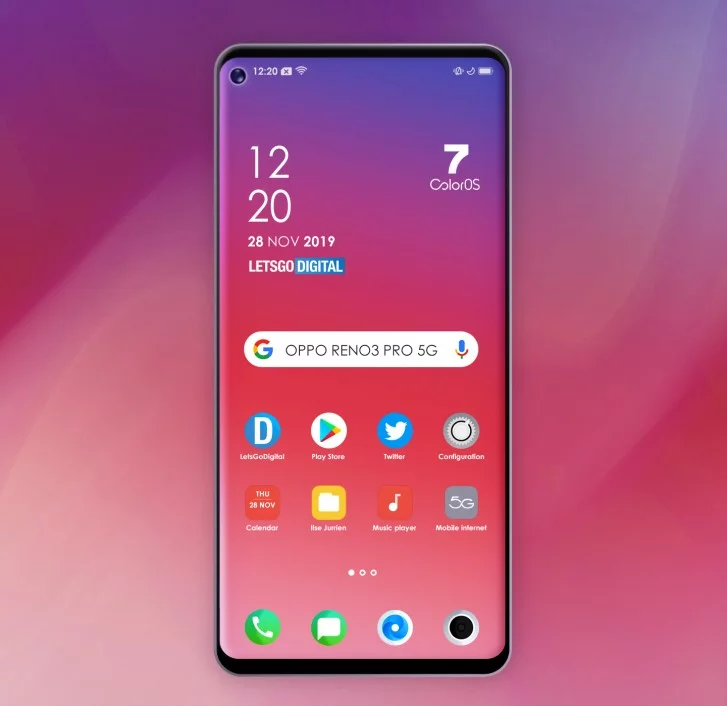 12:20
12
20
7
ColorOS
28 NOV 2019
LETSGO DIGITAL
OPPO RENO3 PRO 5G
D
LetsGoDigital
Play Store
Twitter
Configuration
THU
28 NOV
5G
Calendar
Ilse Jurrien
Music player
Mobile internet